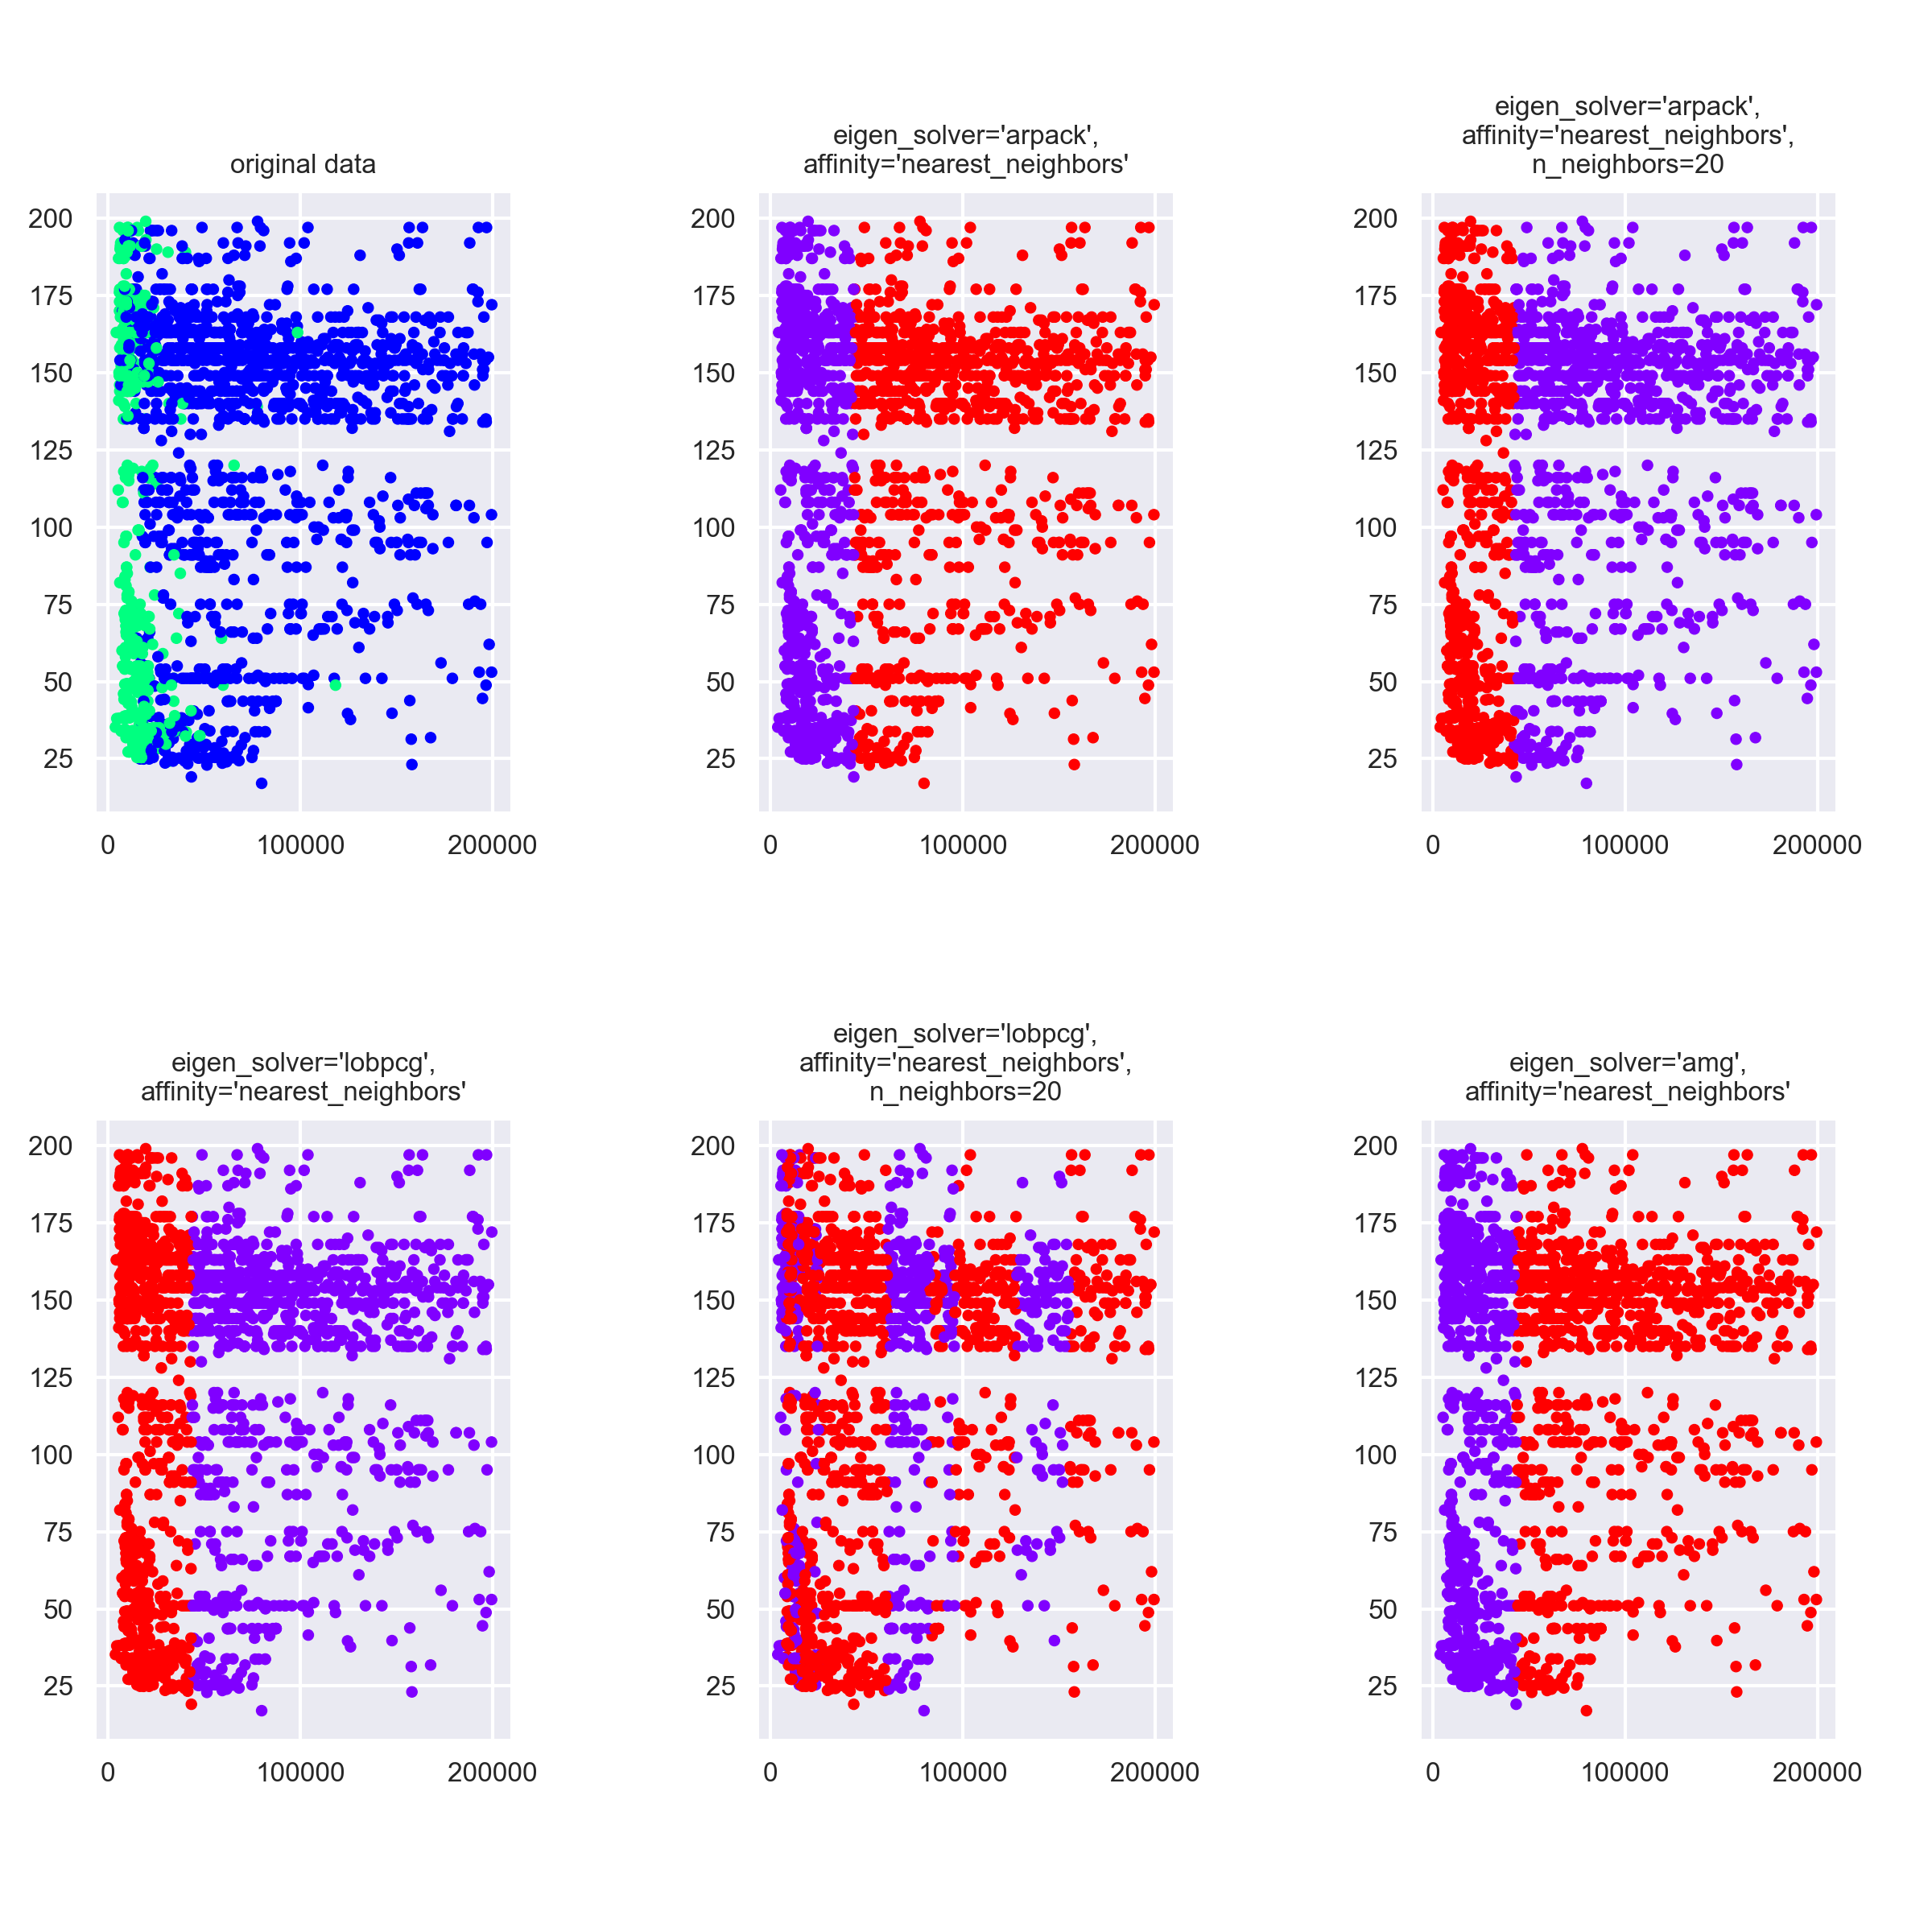 original data
eigen_solver='arpack',
affinity='nearest_neighbors'
eigen_solver='arpack',
affinity='nearest_neighbors',
n_neighbors=20
200
175
150
125
100
75
50
25
0 100000 200000
200
175
150
125
100
75
50
25
0 100000 200000
200
175
150
125
100
75
50
25
0 100000 200000
eigen_solver='lobpcg',
affinity='nearest_neighbors'
eigen_solver='lobpcg',
affinity='nearest_neighbors',
n_neighbors=20
eigen_solver='amg',
affinity='nearest_neighbors'
200
175
150
125
100
75
50
25
0 100000 200000
200
175
150
125
100
75
50
25
0 100000 200000
200
175
150
125
100
75
50
25
0 100000 200000